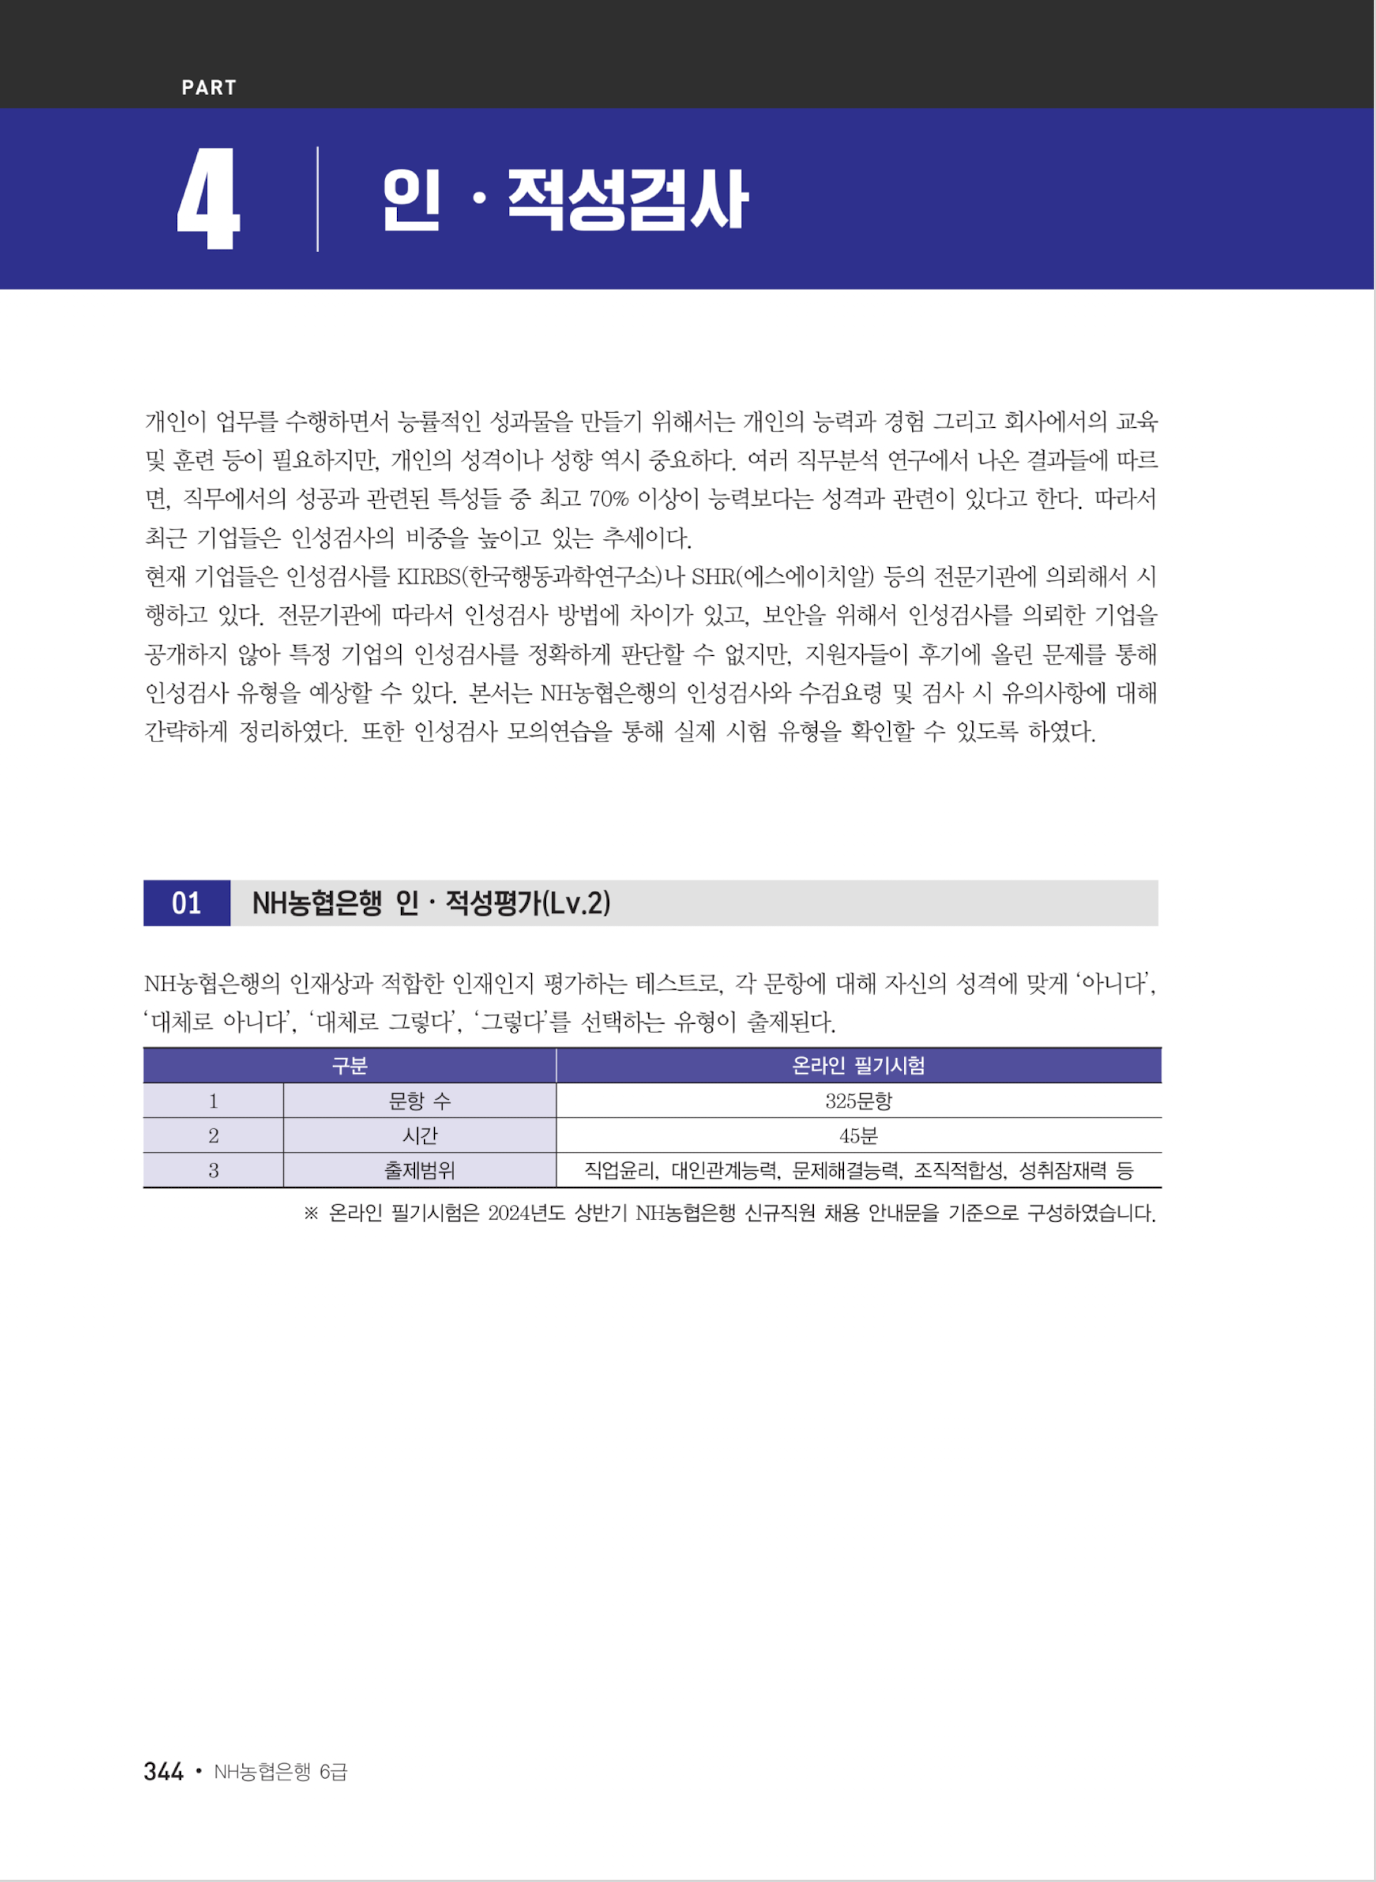 PART
4
인 · 적성검사
개인이 업무를 수행하면서 능률적인 성과물을 만들기 위해서는 개인의 능력과 경험 그리고 회사에서의 교육
및 훈련 등이 필요하지만, 개인의 성격이나 성향 역시 중요하다. 여러 직무분석 연구에서 나온 결과들에 따르
면, 직무에서의 성공과 관련된 특성들 중 최고 70% 이상이 능력보다는 성격과 관련이 있다고 한다. 따라서
최근 기업들은 인성검사의 비중을 높이고 있는 추세이다.
현재 기업들은 인성검사를 KIRBS(한국행동과학연구소)나 SHR(에스에이치알) 등의 전문기관에 의뢰해서 시
행하고 있다. 전문기관에 따라서 인성검사 방법에 차이가 있고, 보안을 위해서 인성검사를 의뢰한 기업을
공개하지 않아 특정 기업의 인성검사를 정확하게 판단할 수 없지만, 지원자들이 후기에 올린 문제를 통해
인성검사 유형을 예상할 수 있다. 본서는 NH농협은행의 인성검사와 수검요령 및 검사 시 유의사항에 대해
간략하게 정리하였다. 또한 인성검사 모의연습을 통해 실제 시험 유형을 확인할 수 있도록 하였다.
01 NH농협은행 인 · 적성평가(Lv.2)
NH농협은행의 인재상과 적합한 인재인지 평가하는 테스트로, 각 문항에 대해 자신의 성격에 맞게 ‘아니다’,
‘대체로 아니다’, ‘대체로 그렇다’, ‘그렇다’를 선택하는 유형이 출제된다.
구분 온라인 필기시험
1 문항 수 325문항
2 시간 45분
3 출제범위 직업윤리, 대인관계능력, 문제해결능력, 조직적합성, 성취잠재력 등
※ 온라인 필기시험은 2024년도 상반기 NH농협은행 신규직원 채용 안내문을 기준으로 구성하였습니다.
344 • NH농협은행 6급